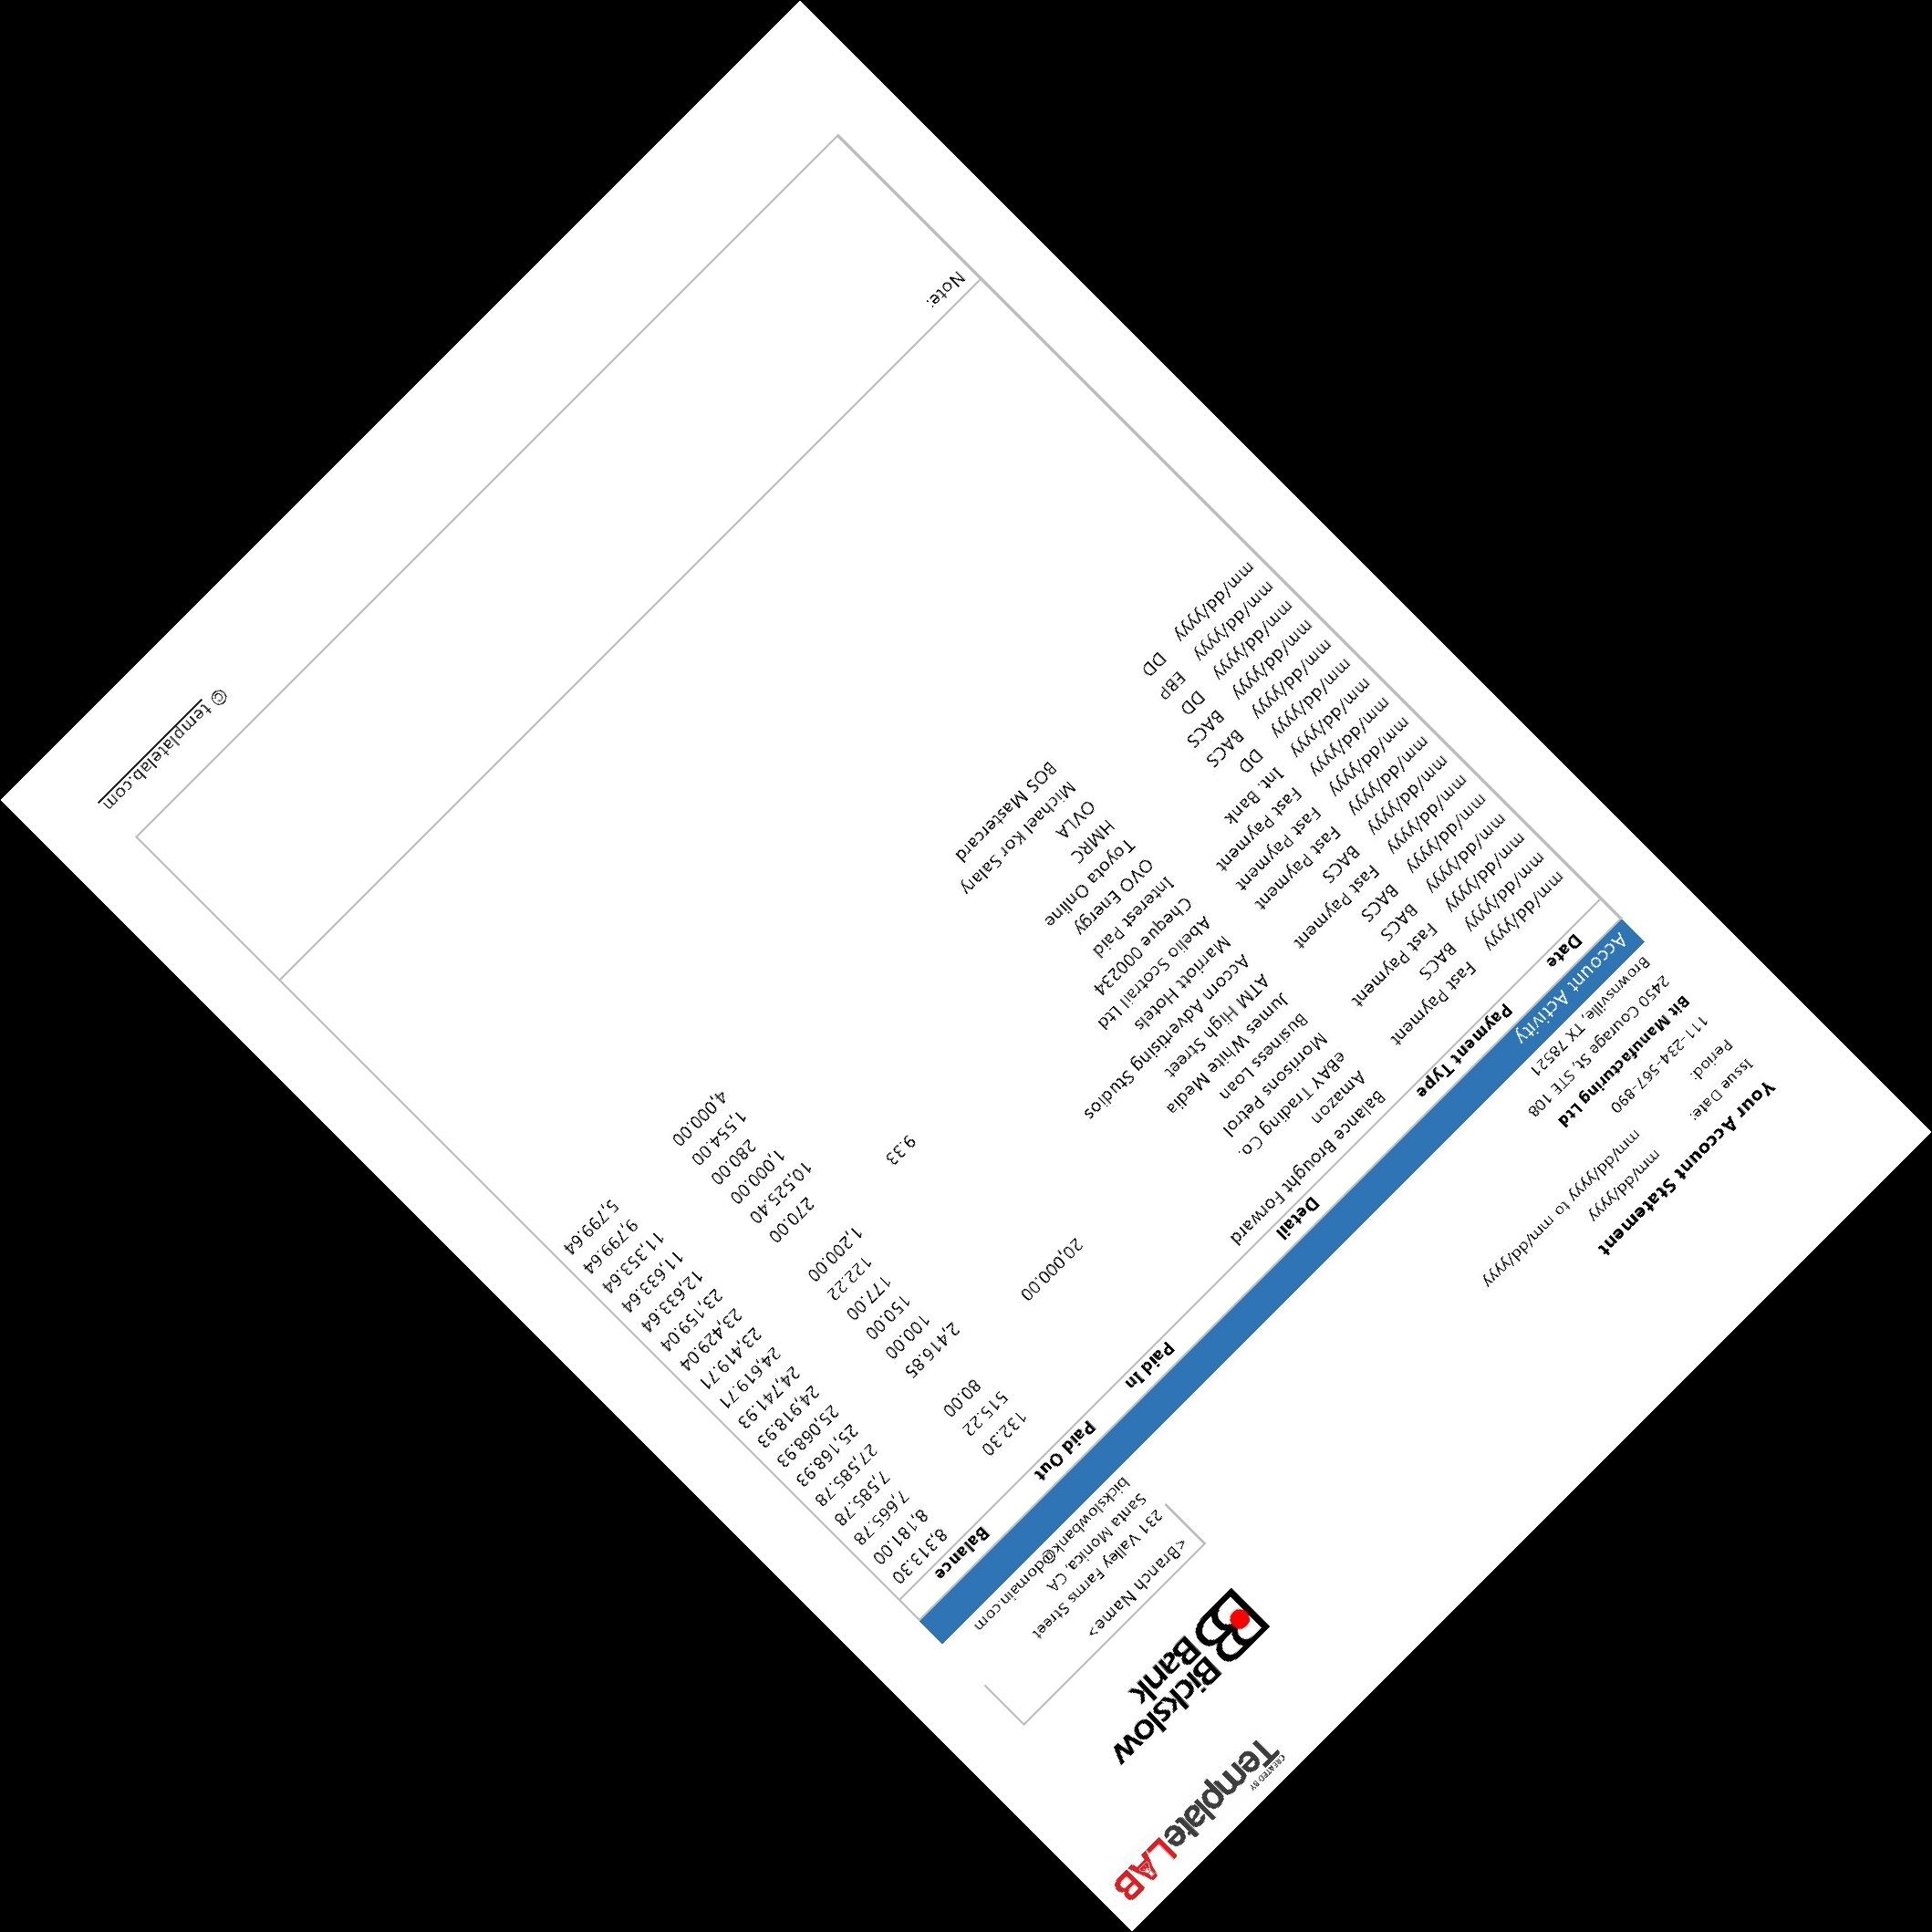 CREATED BY
TemplateLAB
Bickslow
Bank
Your Account Statement
Issue Date: mm/dd/yyyy
Period: mm/dd/yyyy to mm/dd/yyyy
111-234-567-890
Bit Manufacturing Ltd
2450 Courage St, STE 108
Brownsville, TX 78521
<Branch Name>
231 Valley Farms Street
Santa Monica, CA
bickslowbank@domain.com
Account Activity
Date Payment Type Detail Paid In Paid Out Balance
Balance Brought Forward 8,313.30
mm/dd/yyyy Fast Payment Amazon 132.30 8,181.00
mm/dd/yyyy BACS eBAY Trading Co. 515.22 7,665.78
mm/dd/yyyy Fast Payment Morrisons Petrol 80.00 7,585.78
mm/dd/yyyy BACS Business Loan 20,000.00 27,585.78
mm/dd/yyyy BACS Jumes White Media 2,416.85 25,168.93
mm/dd/yyyy Fast Payment ATM High Street 100.00 25,068.93
mm/dd/yyyy BACS Accorn Advertising Studios 150.00 24,918.93
mm/dd/yyyy Fast Payment Marriott Hotels 177.00 24,741.93
mm/dd/yyyy Fast Payment Abelio Scotrail Ltd 122.22 24,619.71
mm/dd/yyyy Fast Payment Cheque 000234 1,200.00 23,419.71
mm/dd/yyyy Int. Bank Interest Paid 9.33 23,429.04
mm/dd/yyyy DD OVO Energy 270.00 23,159.04
mm/dd/yyyy BACS Toyota Online 10,525.40 12,633.64
mm/dd/yyyy BACS HMRC 1,000.00 11,633.64
mm/dd/yyyy DD OVLA 280.00 11,353.64
mm/dd/yyyy EBP Michael Kor Salary 1,554.00 9,799.64
mm/dd/yyyy DD BOS Mastercard 4,000.00 5,799.64
Note:
© templatelab.com